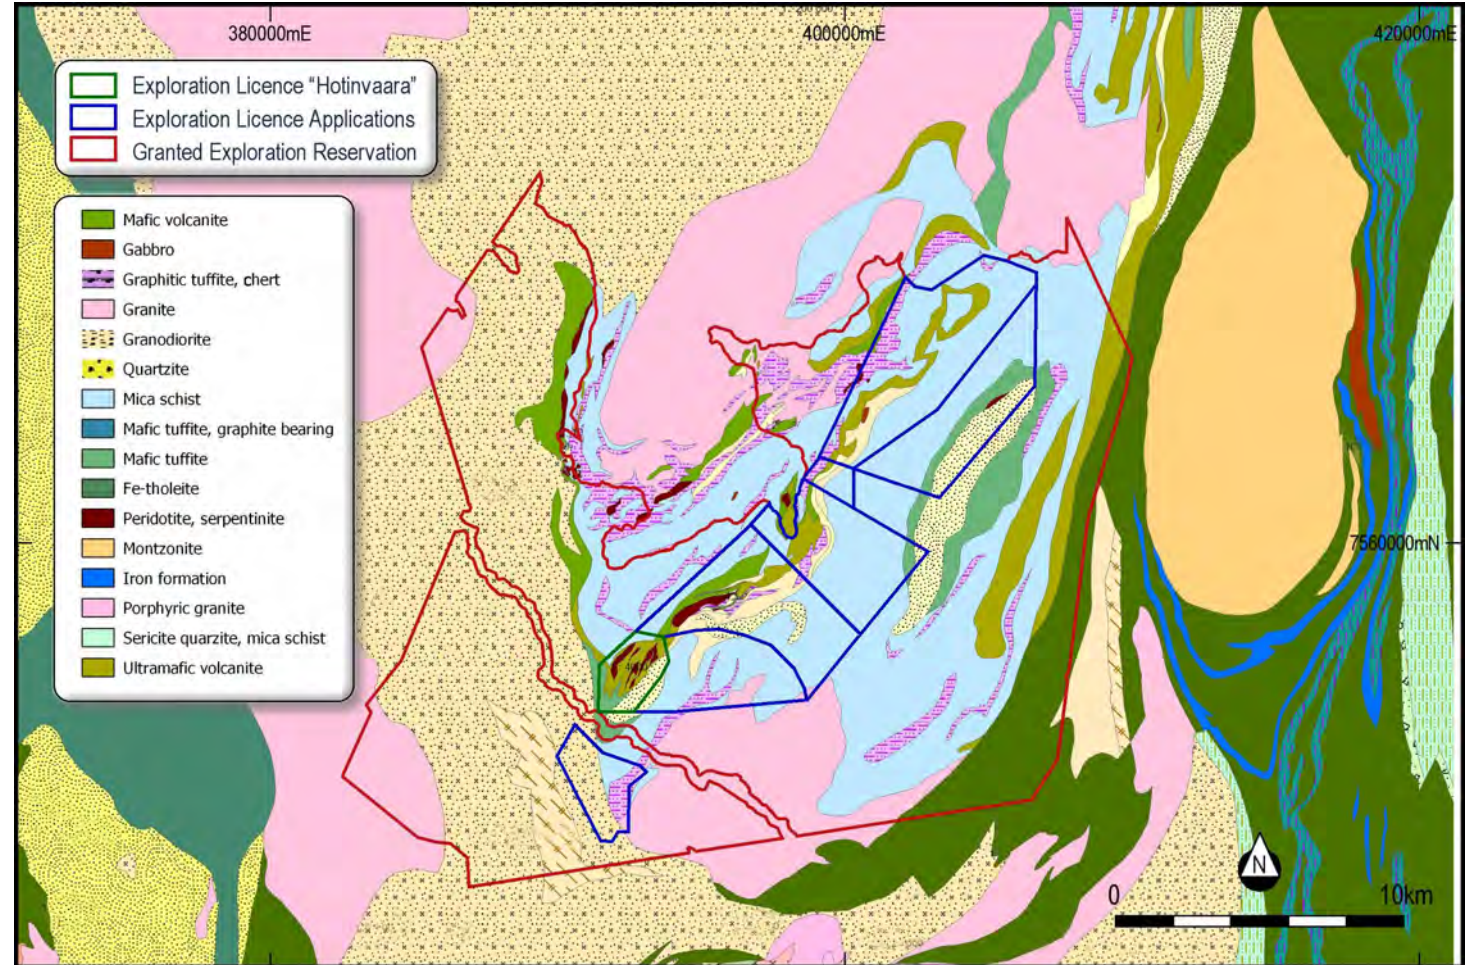 380000mE
400000mE
420000mE
Exploration Licence “Hotinvaara”
Exploration Licence Applications
Granted Exploration Reservation
Mafic volcanite
Gabbro
Graphitic tuffite, chert
Granite
Granodiorite
Quartzite
Mica schist
Mafic tuffite, graphite bearing
Mafic tuffite
Fe-tholeite
Peridotite, serpentinite
Montzonite
Iron formation
Porphyric granite
Sericite quarzite, mica schist
Ultramafic volcanite
7560000mN
N
0
10km